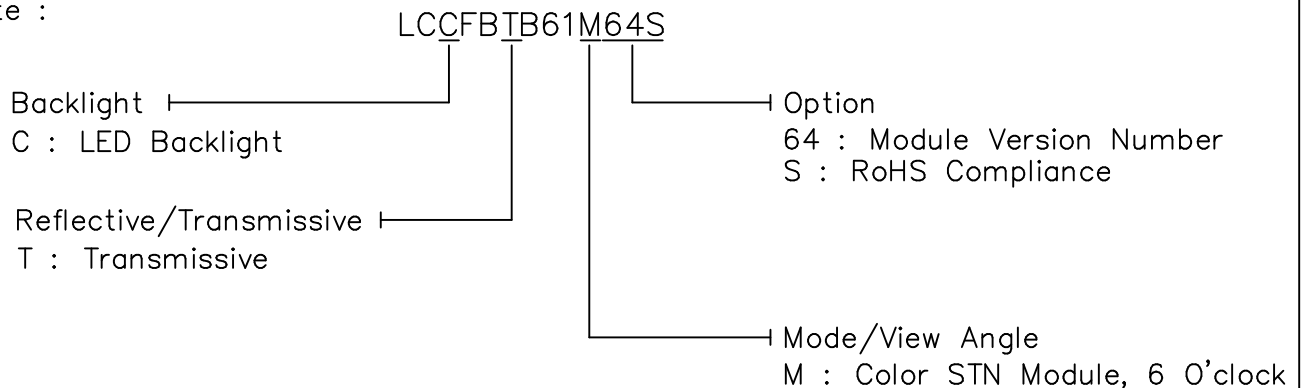 LCCFBTB61M64S
Backlight
C : LED Backlight
Option
64 : Module Version Number
S : RoHS Compliance
Reflective/Transmissive
T : Transmissive
Mode/View Angle
M : Color STN Module, 6 O'clock